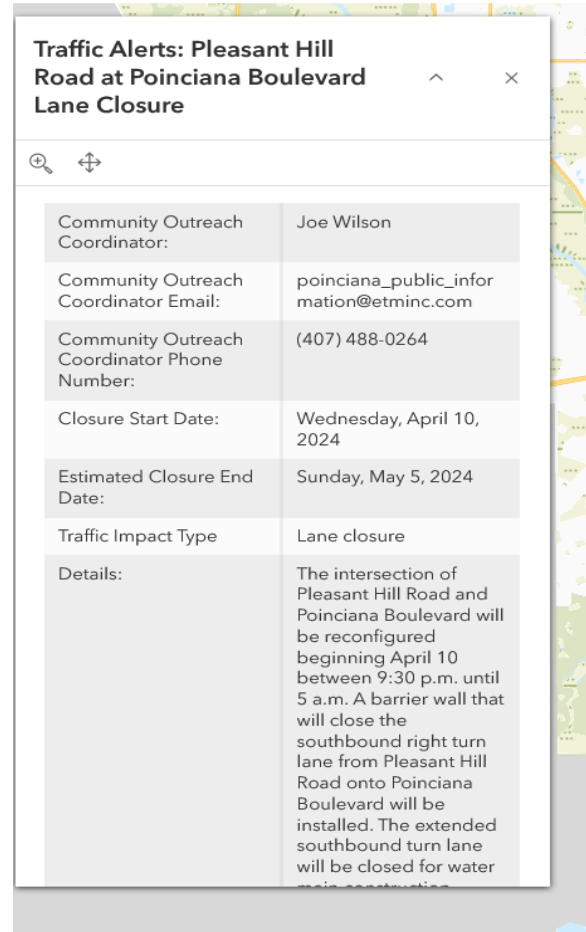 Traffic Alerts: Pleasant Hill
Road at Poinciana Boulevard
Lane Closure
Community Outreach
Coordinator:
Joe Wilson
Community Outreach
Coordinator Email:
poinciana_public_infor
mation@etminc.com
Community Outreach
Coordinator Phone
Number:
(407) 488-0264
Closure Start Date:
Wednesday, April 10,
2024
Estimated Closure End
Date:
Sunday, May 5, 2024
Traffic Impact Type
Lane closure
Details:
The intersection of
Pleasant Hill Road and
Poinciana Boulevard will
be reconfigured
beginning April 10
between 9:30 p.m. until
5 a.m. A barrier wall that
will close the
southbound right turn
lane from Pleasant Hill
Road onto Poinciana
Boulevard will be
installed. The extended
southbound turn lane
will be closed for water
main construction